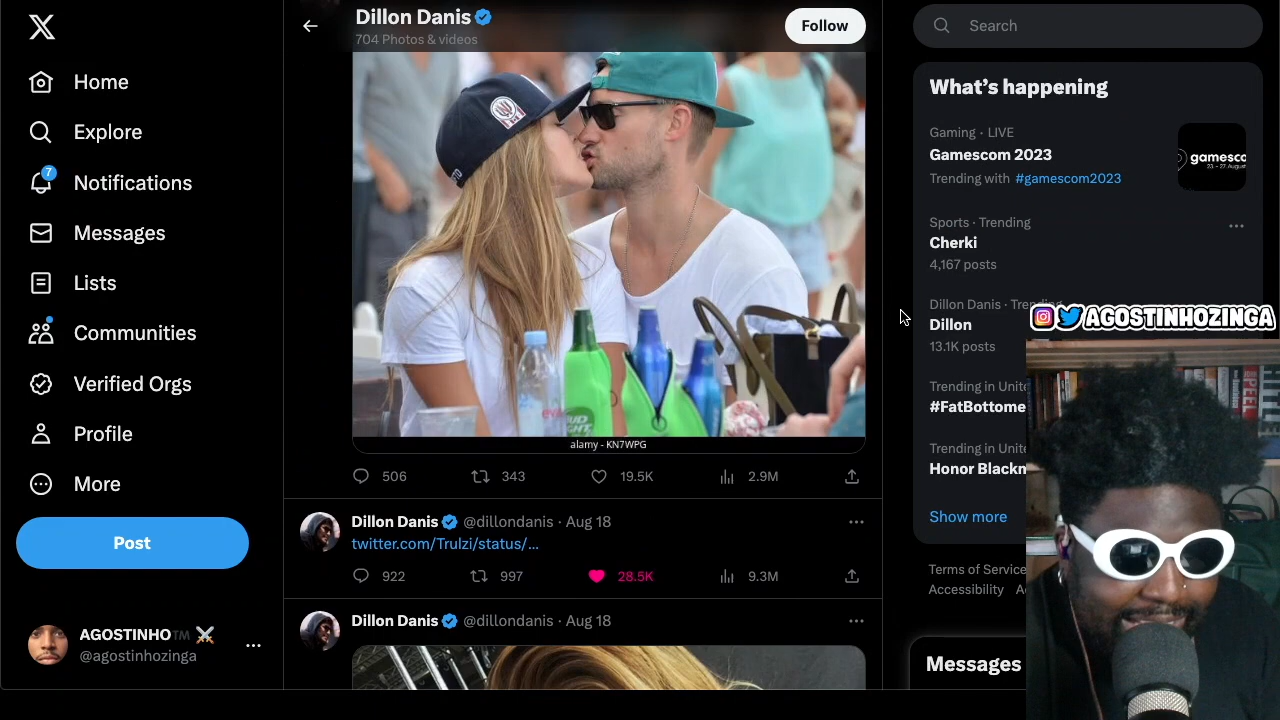 Dillon Danis
704 Photos & videos
Follow
Search
Home
Explore
7
Notifications
Messages
Lists
Communities
Verified Orgs
Profile
More
Post
AGOSTINHO™
@agostinhozinga
alamy - KN7WPG
506
343
19.5K
2.9M
Dillon Danis @dillondanis · Aug 18
twitter.com/Trulzi/status/...
922
997
28.5K
9.3M
Dillon Danis @dillondanis · Aug 18
What's happening
Gaming · LIVE
Gamescom 2023
Trending with #gamescom2023
gamesco
Sports · Trending
Cherki
4,167 posts
Dillon Danis · Trending
Dillon
13.1K posts
AGOSTINHOZINGA
Trending in Unite
#FatBottome
Trending in Unite
Honor Blackn
Show more
Terms of Service
Accessibility
Messages